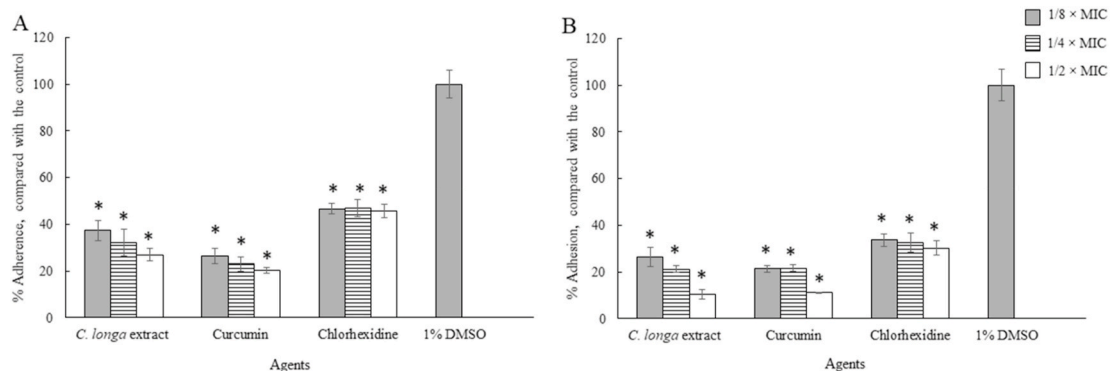 A
% Adherence, compared with the control
120
100
80
60
40
20
0
* * *
* * *
* * *
C. longa extract Curcumin Chlorhexidine 1% DMSO
Agents
B
% Adhesion, compared with the control
120
100
80
60
40
20
0
* * *
* * *
* * *
C. longa extract Curcumin Chlorhexidine 1% DMSO
Agents
1/8 × MIC
1/4 × MIC
1/2 × MIC